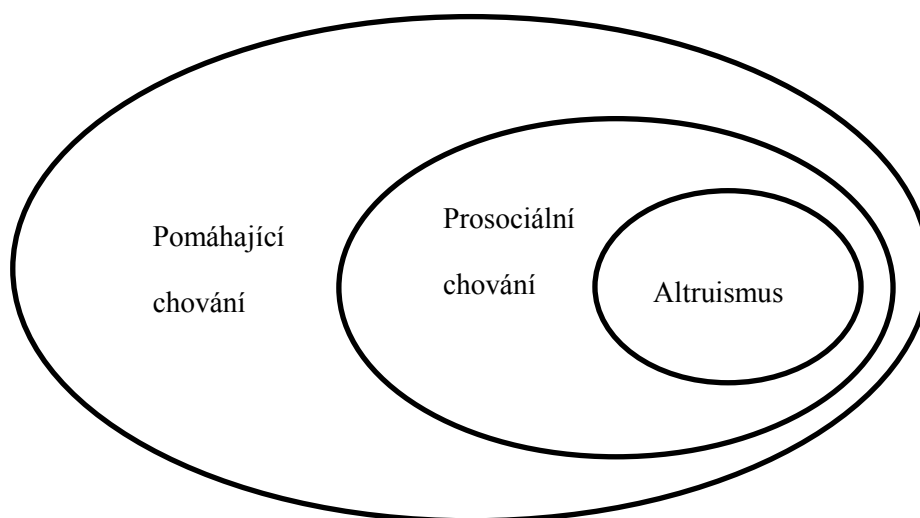 Pomáhající
chování
Prosociální
chování
Altruismus